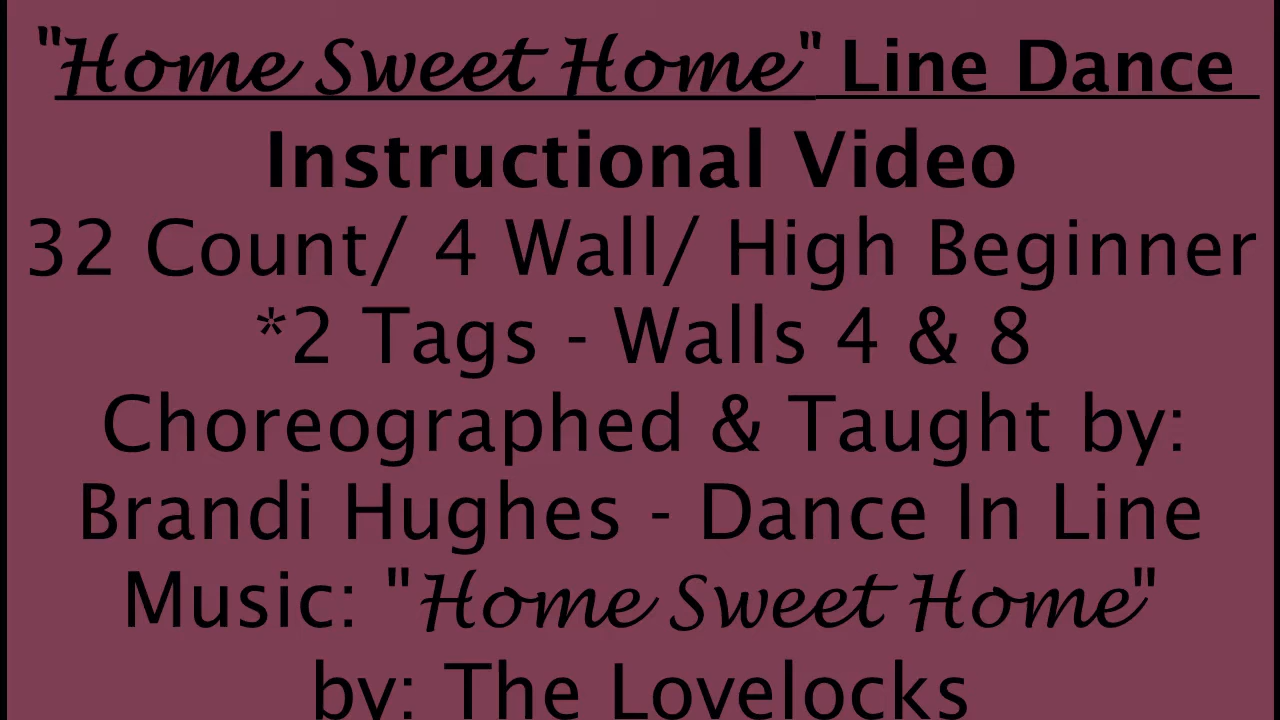 "Home Sweet Home" Line Dance
Instructional Video
32 Count/ 4 Wall/ High Beginner
*2 Tags - Walls 4 & 8
Choreographed & Taught by:
Brandi Hughes - Dance In Line
Music: "Home Sweet Home"
by: The Lovelocks